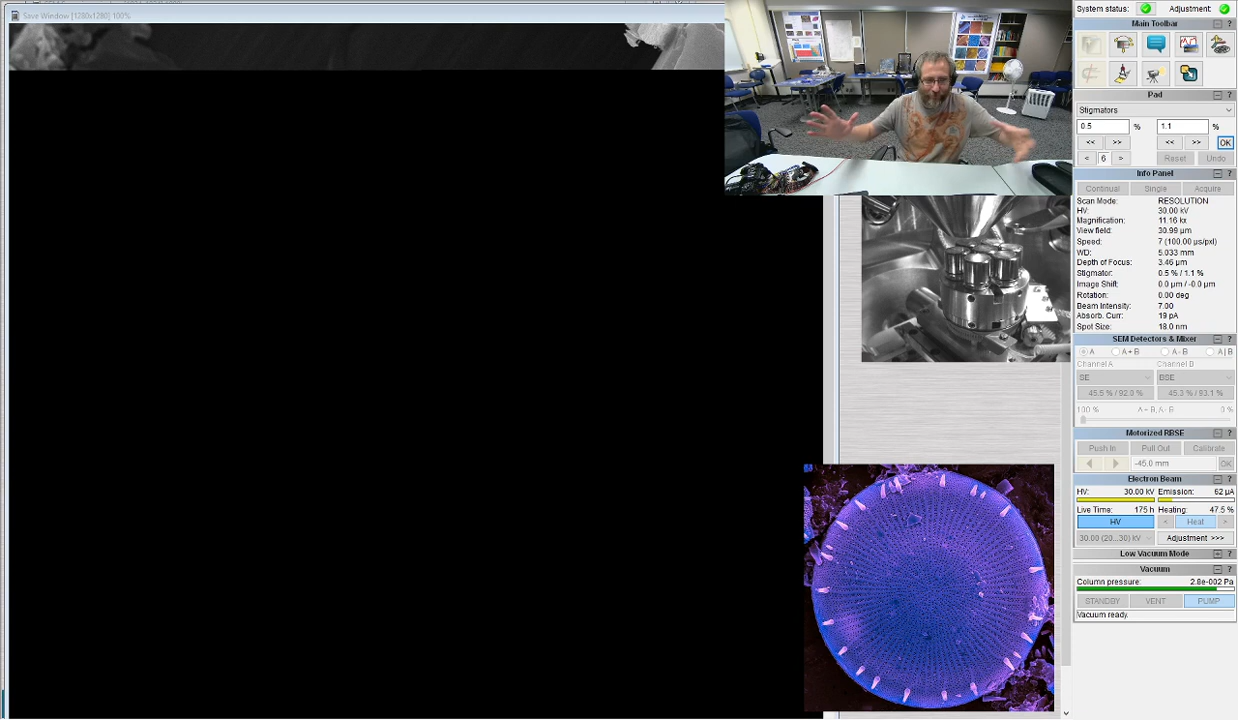 Save Window [1280x1280] 100%
System status: Adjustment:
Main Toolbar
Pad
Stigmators
0.5 % 1.1 %
<< >> << >> OK
< 6 > Reset Undo
Info Panel
Continual Single Acquire
Scan Mode: RESOLUTION
HV: 30.00 kV
Magnification: 11.16 kx
View field: 30.99 µm
Speed: 7 (100.00 µs/pxl)
WD: 5.033 mm
Depth of Focus: 3.46 µm
Stigmator: 0.5 % / 1.1 %
Image Shift: 0.0 µm / -0.0 µm
Rotation: 0.00 deg
Beam Intensity: 7.00
Absorb. Curr: 19 pA
Spot Size: 18.0 nm
SEM Detectors & Mixer
A A+B A-B A|B
Channel A Channel B
SE BSE
45.5 % / 92.0 % 45.3 % / 93.1 %
100 % A+B, A-B 0 %
Motorized RBSE
Push In Pull Out Calibrate
-45.0 mm OK
Electron Beam
HV: 30.00 kV Emission: 62 µA
Live Time: 175 h Heating: 47.5 %
HV < Heat >
30.00 (20...30) kV Adjustment >>>
Low Vacuum Mode
Vacuum
Column pressure: 2.8e-002 Pa
STANDBY VENT PUMP
Vacuum ready.